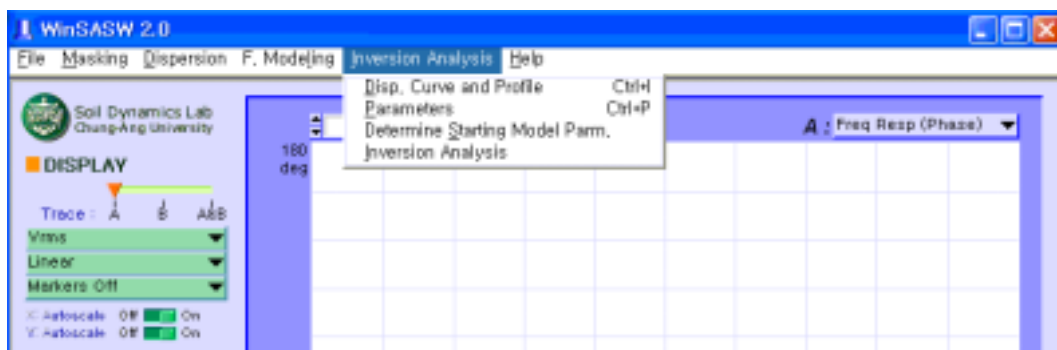 WinSASW 2.0
File Masking Dispersion F. Modeling Inversion Analysis Help
Disp. Curve and Profile Ctrl+I
Parameters Ctrl+P
Determine Starting Model Parm.
Inversion Analysis
Soil Dynamics Lab
Chung-Ang University
A : Freq Resp (Phase)
180
deg
DISPLAY
Trace : A B A&B
Vrms
Linear
Markers Off
X: Autoscale Off On
Y: Autoscale Off On